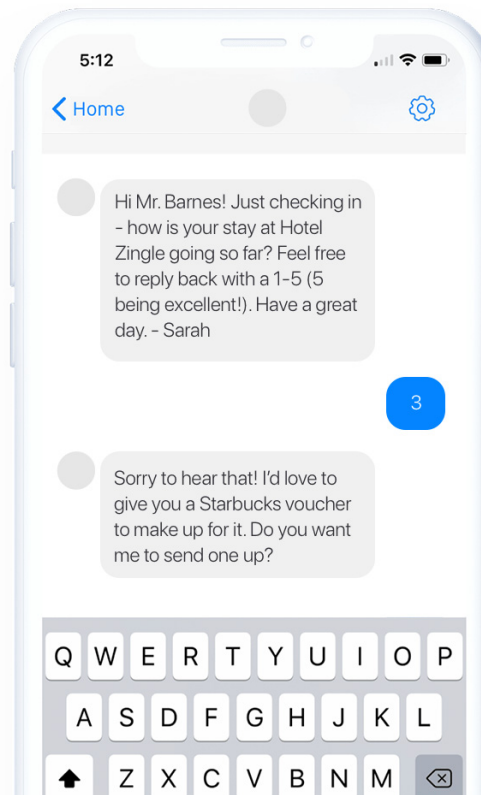 5:12
Home
Hi Mr. Barnes! Just checking in
- how is your stay at Hotel
Zingle going so far? Feel free
to reply back with a 1-5 (5
being excellent!). Have a great
day. - Sarah
3
Sorry to hear that! I'd love to
give you a Starbucks voucher
to make up for it. Do you want
me to send one up?
Q W E R T Y U I O P
A S D F G H J K L
Z X C V B N M